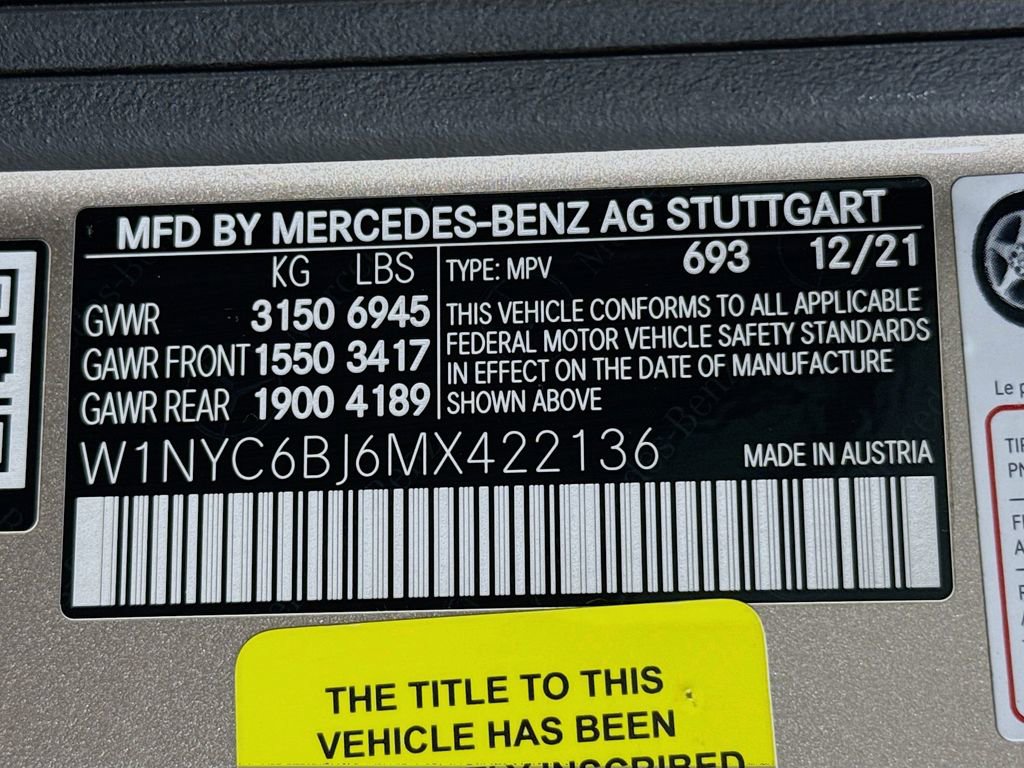 MFD BY MERCEDES-BENZ AG STUTTGART
KG LBS
GVWR 3150 6945
GAWR FRONT 1550 3417
GAWR REAR 1900 4189
TYPE: MPV 693 12/21
THIS VEHICLE CONFORMS TO ALL APPLICABLE
FEDERAL MOTOR VEHICLE SAFETY STANDARDS
IN EFFECT ON THE DATE OF MANUFACTURE
SHOWN ABOVE
W1NYC6BJ6MX422136 MADE IN AUSTRIA
THE TITLE TO THIS
VEHICLE HAS BEEN
INSCRIBED
Le